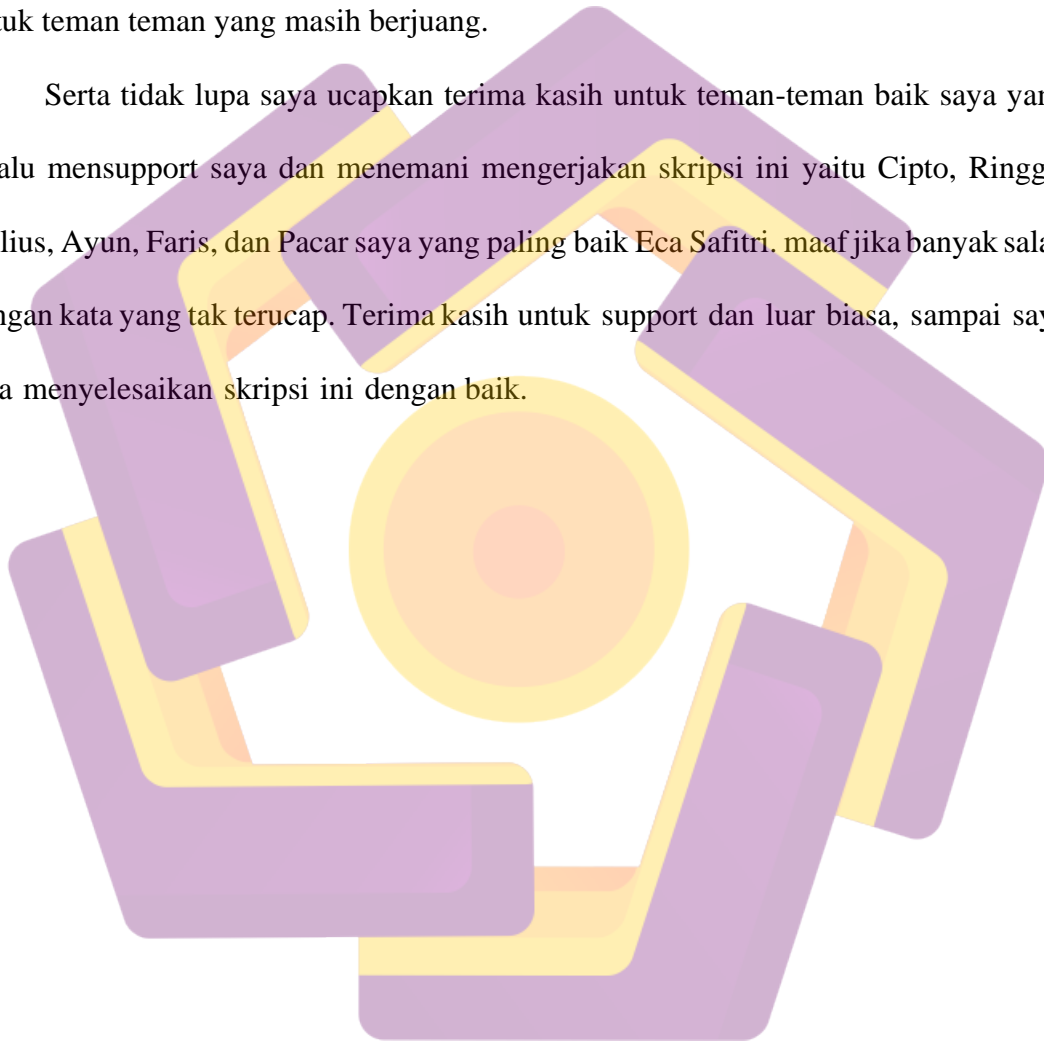 tuk teman teman yang masih berjuang.
Serta tidak lupa saya ucapkan terima kasih untuk teman-teman baik saya yan
alu mensupport saya dan menemani mengerjakan skripsi ini yaitu Cipto, Ringg
lius, Ayun, Faris, dan Pacar saya yang paling baik Eca Safitri. maaf jika banyak sala
ngan kata yang tak terucap. Terima kasih untuk support dan luar biasa, sampai say
a menyelesaikan skripsi ini dengan baik.